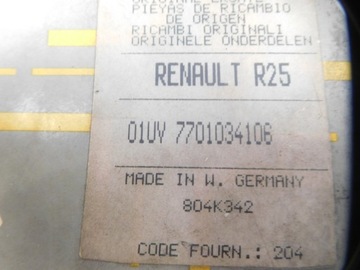 PIEZAS DE RICAMBIO
DE ORIGEN
RICAMBI ORIGINALI
ORIGINELE ONDERDELEN
RENAULT R25
01UV 7701034106
MADE IN W. GERMANY
804K342
CODE FOURN.: 204